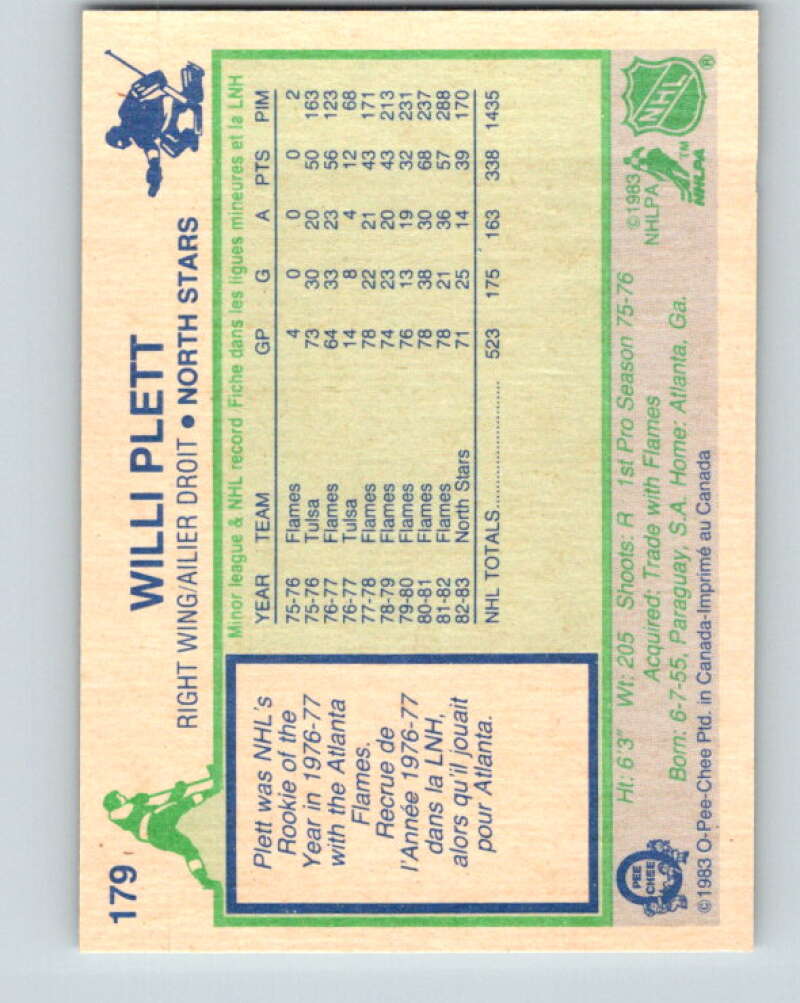 179
WILLI PLETT
RIGHT WING/AILIER DROIT • NORTH STARS
Plett was NHL's
Rookie of the
Year in 1976-77
with the Atlanta
Flames.
Recrue de
l'Année 1976-77
dans la LNH,
alors qu'il jouait
pour Atlanta.
Minor league & NHL record Fiche dans les ligues mineures et la LNH
YEAR TEAM GP G A PTS PIM
75-76 Flames 4 0 0 0 2
75-76 Tulsa 73 30 20 50 163
76-77 Flames 64 33 23 56 123
76-77 Tulsa 14 8 4 12 68
77-78 Flames 78 22 21 43 171
78-79 Flames 74 23 20 43 213
79-80 Flames 76 13 19 32 231
80-81 Flames 78 38 30 68 237
81-82 Flames 78 21 36 57 288
82-83 North Stars 71 25 14 39 170
NHL TOTALS.................... 523 175 163 338 1435
Ht: 6'3" Wt: 205 Shoots: R 1st Pro Season 75-76
Acquired: Trade with Flames
Born: 6-7-55, Paraguay, S.A. Home: Atlanta, Ga.
©1983 O-Pee-Chee Ptd. in Canada-Imprimé au Canada
O PEE CHEE
©1983
NHLPA
NHLPA TM
NHL ®